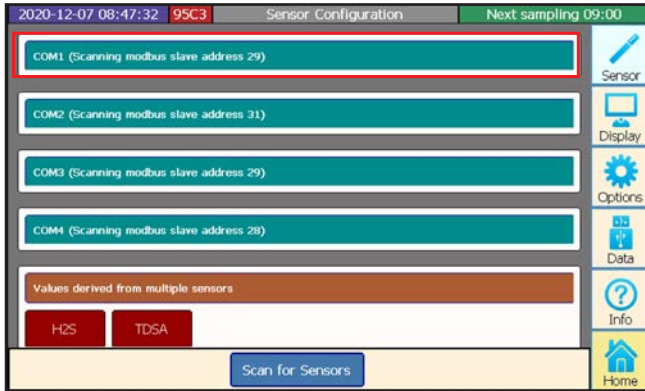 2020-12-07 08:47:32 95C3 Sensor Configuration Next sampling 09:00
COM1 (Scanning modbus slave address 29)
Sensor
COM2 (Scanning modbus slave address 31)
Display
COM3 (Scanning modbus slave address 29)
Options
COM4 (Scanning modbus slave address 28)
Data
Values derived from multiple sensors
Info
H2S TDSA
Scan for Sensors
Home